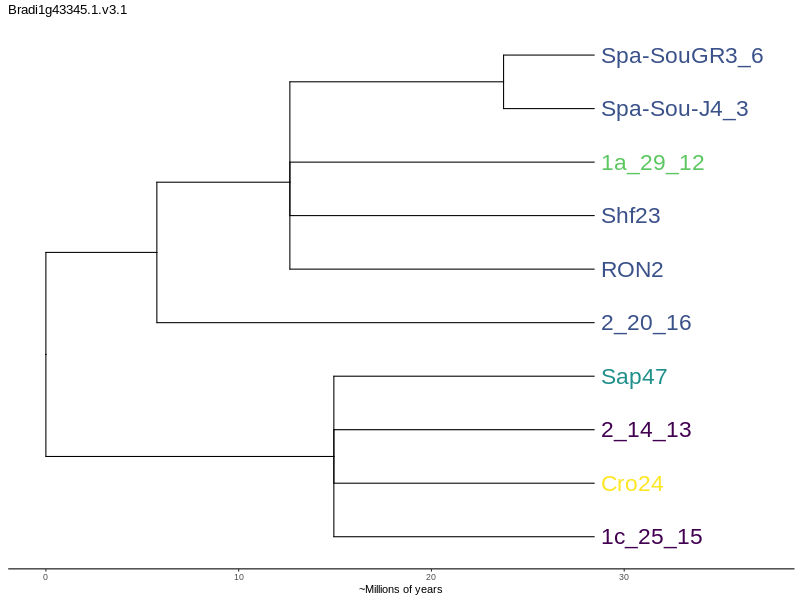 Bradi1g43345.1.v3.1
Spa-SouGR3_6
Spa-Sou-J4_3
1a_29_12
Shf23
RON2
2_20_16
Sap47
2_14_13
Cro24
1c_25_15
0 10 20 30
~Millions of years